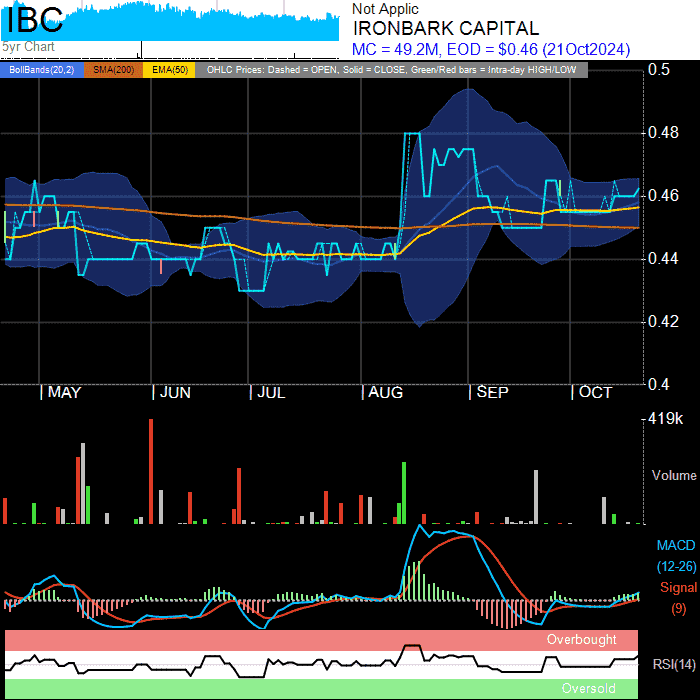 IBC
5yr Chart
Not Applic
IRONBARK CAPITAL
MC = 49.2M, EOD = $0.46 (21Oct2024)
BollBands(20,2) SMA(200) EMA(50) OHLC Prices: Dashed = OPEN, Solid = CLOSE, Green/Red bars = Intra-day HIGH/LOW
0.5
0.48
0.46
0.44
0.42
0.4
MAY JUN JUL AUG SEP OCT
419k
Volume
MACD
(12-26)
Signal
(9)
Overbought
RSI(14)
Oversold